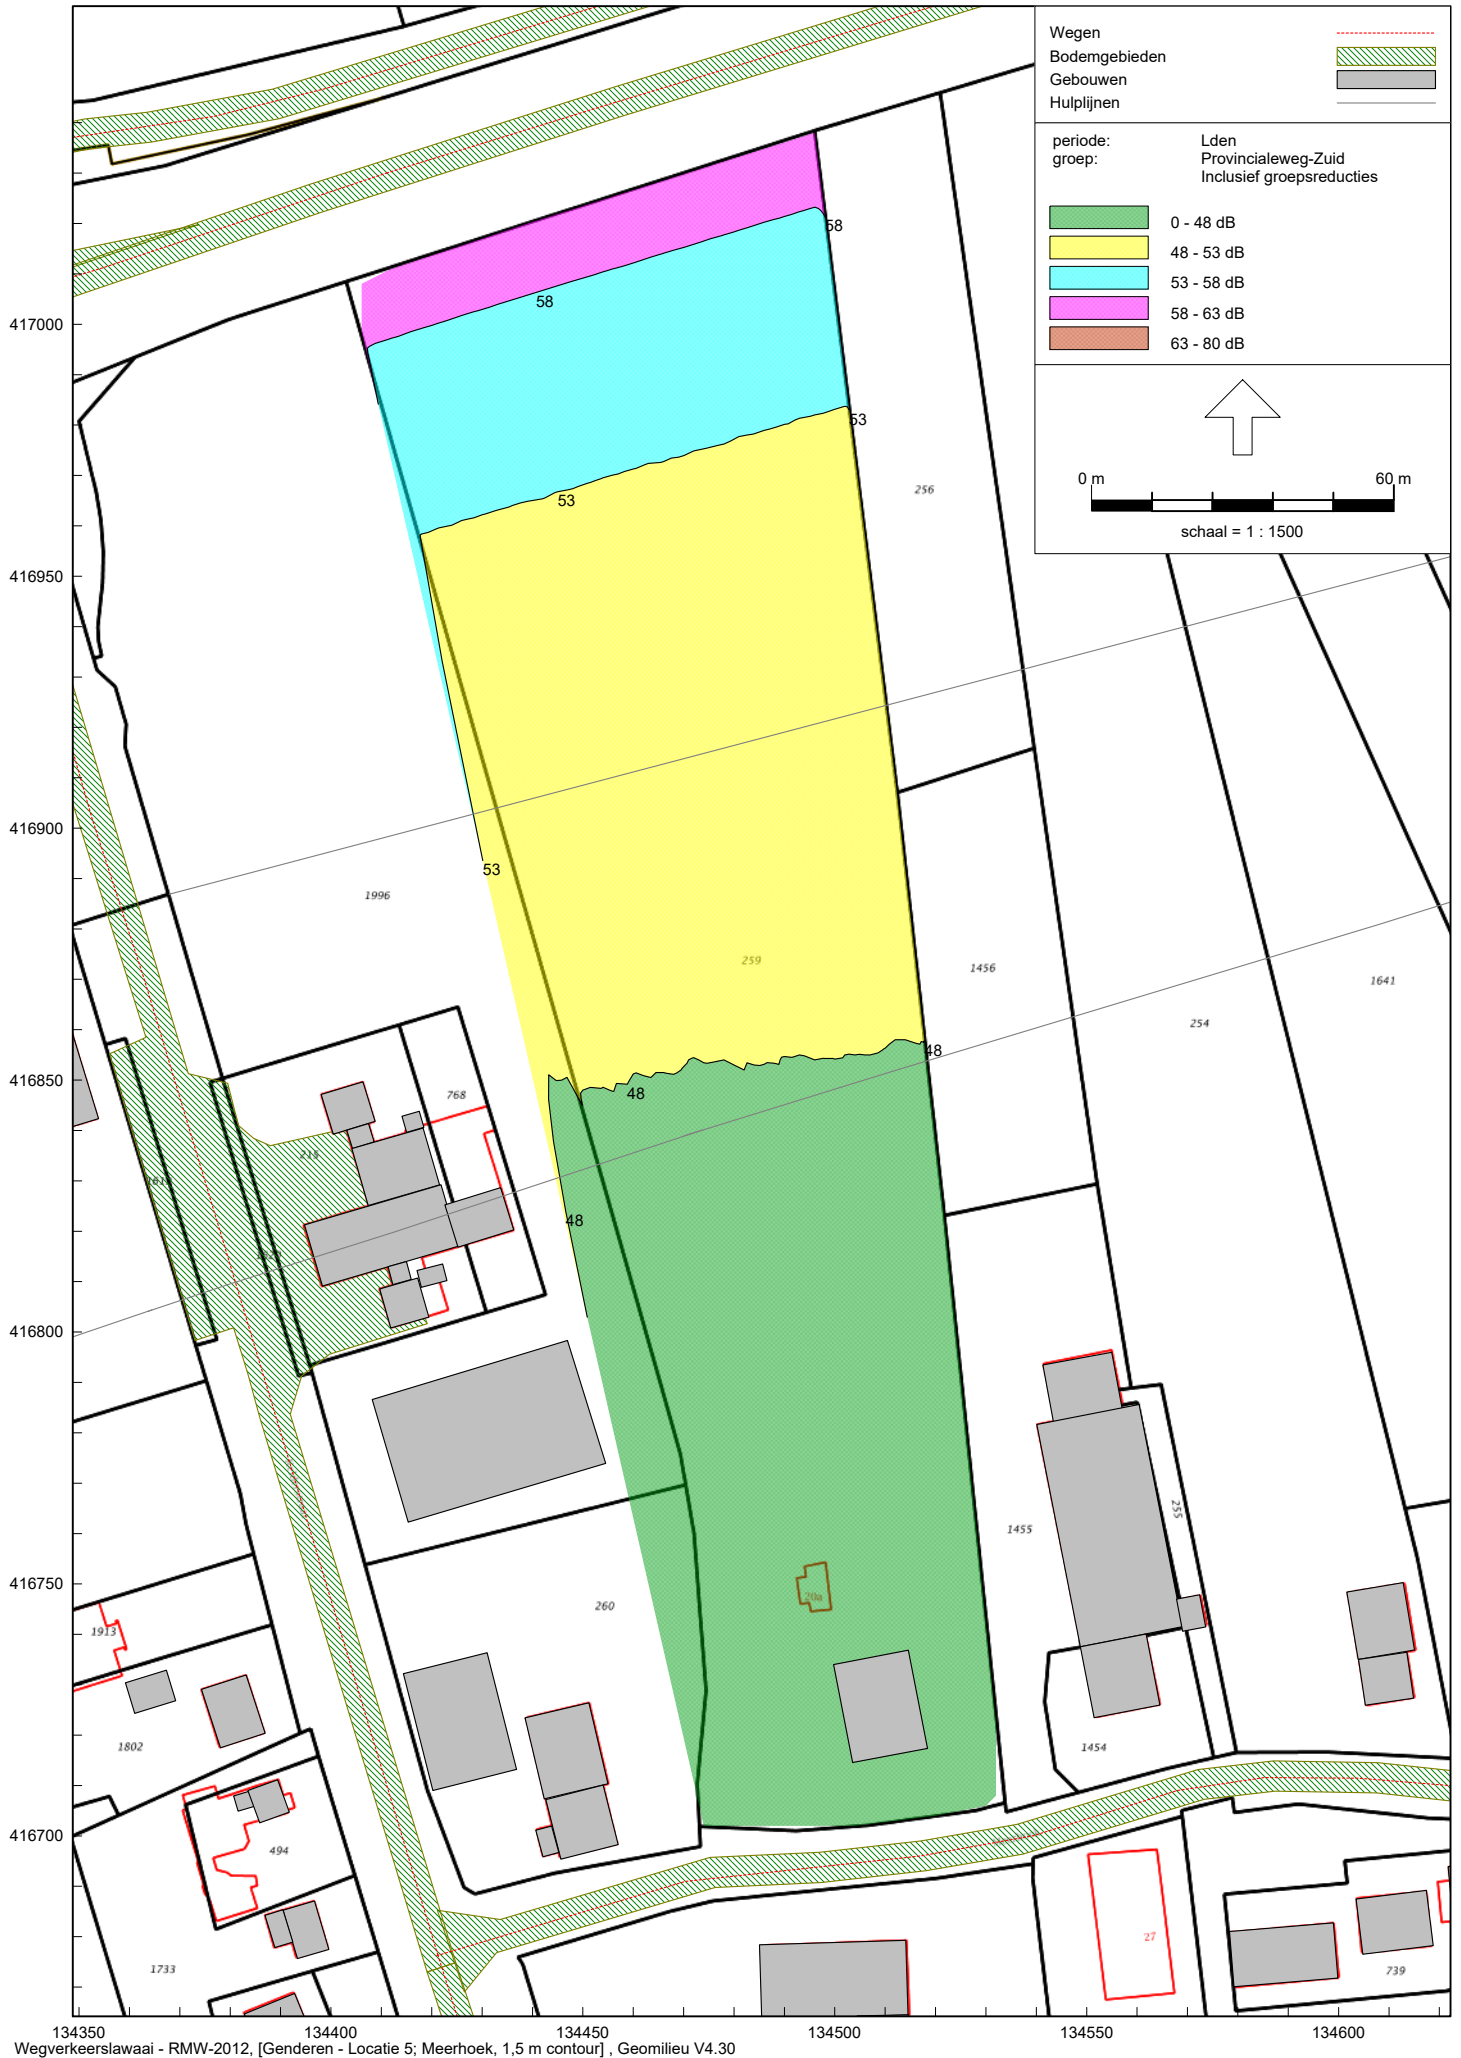 Wegen
Bodemgebieden
Gebouwen
Hulplijnen
periode: Lden
groep: Provincialeweg-Zuid
Inclusief groepsreducties
0 - 48 dB
48 - 53 dB
53 - 58 dB
58 - 63 dB
63 - 80 dB
0 m 60 m
schaal = 1 : 1500
58
58
417000
53
53
256
416950
416900
53
1996
259
1456
1641
254
48
416850
48
768
215
48
416800
255
1455
416750
260
20a
1913
1802
1454
416700
494
27
1733
739
134350 134400 134450 134500 134550 134600
Wegverkeerslawaai - RMW-2012, [Genderen - Locatie 5; Meerhoek, 1,5 m contour] , Geomilieu V4.30